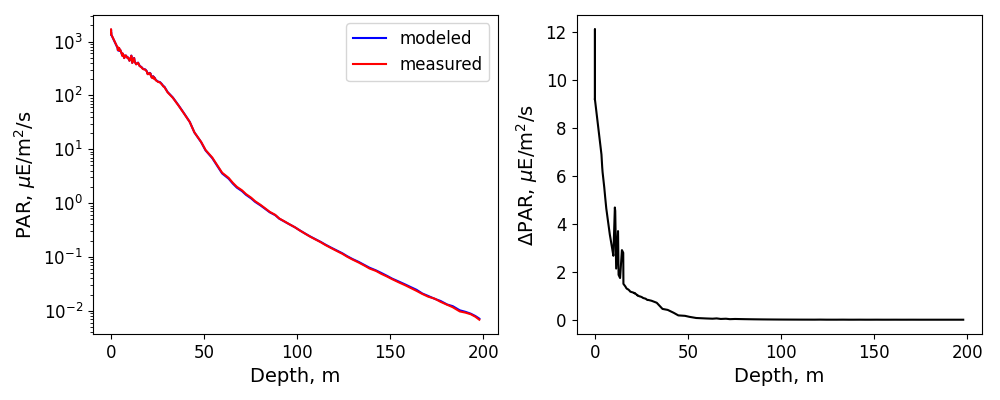 modeled
measured
10³
10²
10¹
10⁰
10⁻¹
10⁻²
PAR, μE/m²/s
0 50 100 150 200
Depth, m
12
10
8
6
4
2
0
ΔPAR, μE/m²/s
0 50 100 150 200
Depth, m